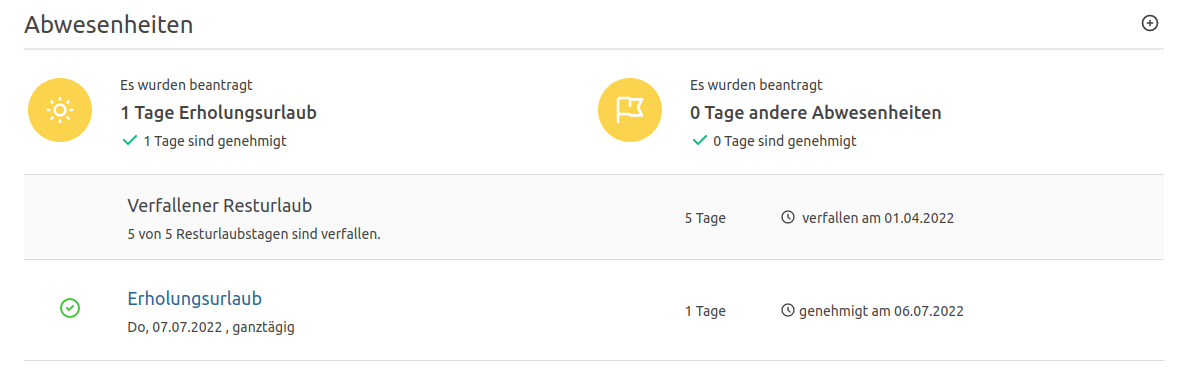 Abwesenheiten
Es wurden beantragt
1 Tage Erholungsurlaub
1 Tage sind genehmigt
Es wurden beantragt
0 Tage andere Abwesenheiten
0 Tage sind genehmigt
Verfallener Resturlaub
5 von 5 Resturlaubstagen sind verfallen.
5 Tage
verfallen am 01.04.2022
Erholungsurlaub
Do, 07.07.2022 , ganztägig
1 Tage
genehmigt am 06.07.2022